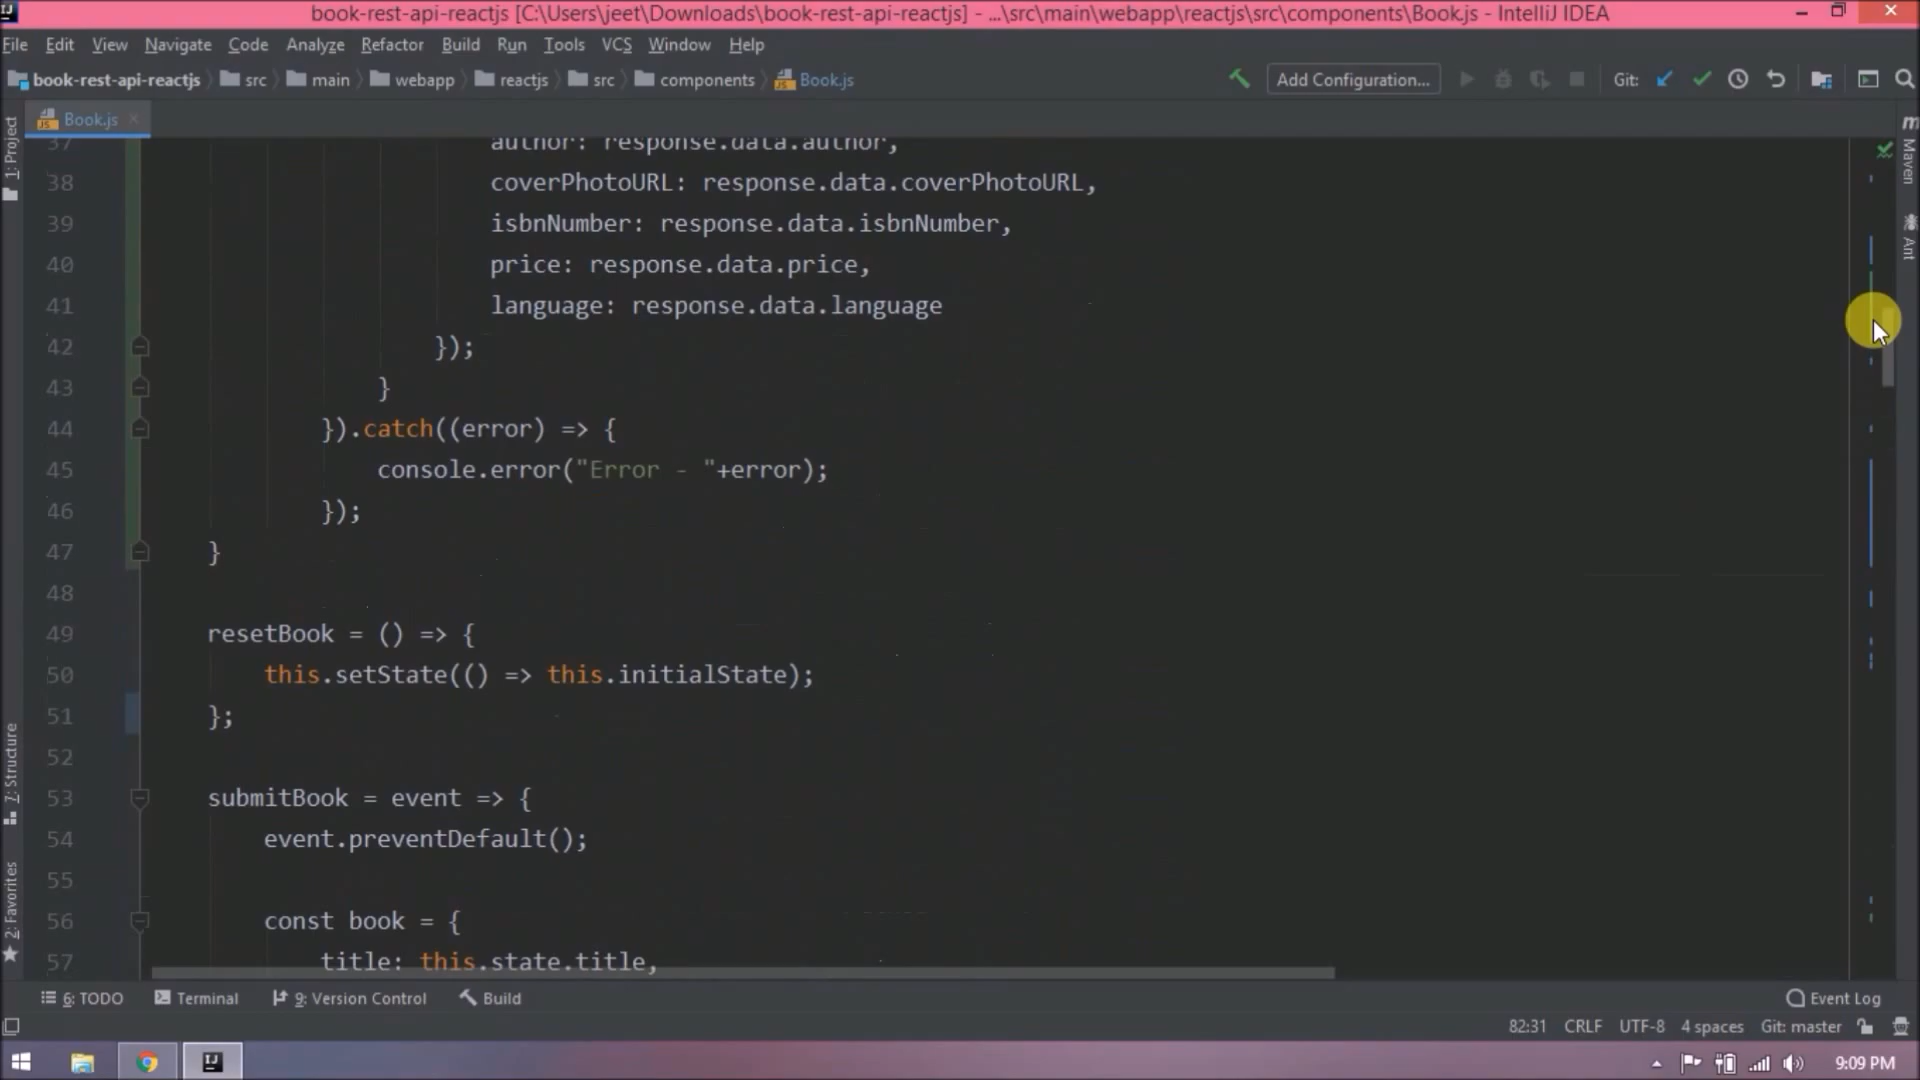 book-rest-api-reactjs [C:\Users\jeet\Downloads\book-rest-api-reactjs] - ...\src\main\webapp\reactjs\src\components\Book.js - IntelliJ IDEA
File Edit View Navigate Code Analyze Refactor Build Run Tools VCS Window Help
book-rest-api-reactjs src main webapp reactjs src components Book.js Add Configuration... Git:
Book.js
1: Project
Maven
Ant
7: Structure
2: Favorites
37 author: response.data.author,
38 coverPhotoURL: response.data.coverPhotoURL,
39 isbnNumber: response.data.isbnNumber,
40 price: response.data.price,
41 language: response.data.language
42 });
43 }
44 }).catch((error) => {
45 console.error("Error - "+error);
46 });
47 }
48
49 resetBook = () => {
50 this.setState(() => this.initialState);
51 };
52
53 submitBook = event => {
54 event.preventDefault();
55
56 const book = {
57 title: this.state.title,
6: TODO Terminal 9: Version Control Build Event Log
82:31 CRLF UTF-8 4 spaces Git: master
9:09 PM